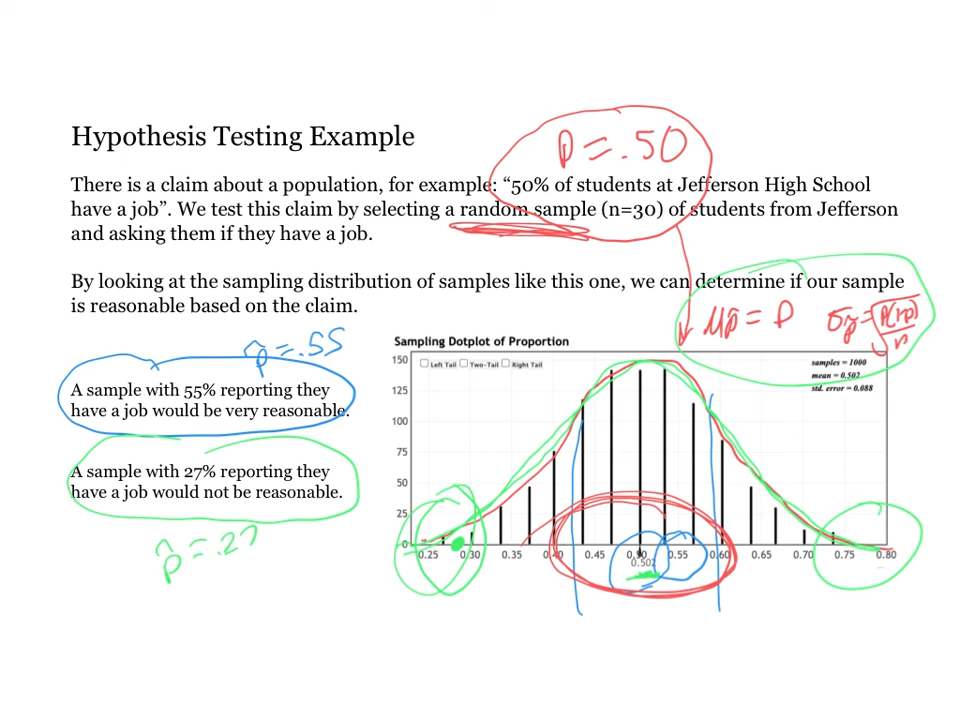 Hypothesis Testing Example
p = .50
There is a claim about a population, for example: “50% of students at Jefferson High School
have a job”. We test this claim by selecting a random sample (n=30) of students from Jefferson
and asking them if they have a job.
By looking at the sampling distribution of samples like this one, we can determine if our sample
is reasonable based on the claim.
μp̂ = p
p̂ = .55
A sample with 55% reporting they
have a job would be very reasonable.
A sample with 27% reporting they
have a job would not be reasonable.
p̂ = .27
Sampling Dotplot of Proportion
Left Tail Two-Tail Right Tail
samples = 1000
mean = 0.502
std. error = 0.088
150
125
100
75
50
25
0
0.25 0.30 0.35 0.40 0.45 0.50 0.55 0.60 0.65 0.70 0.75 0.80
0.502